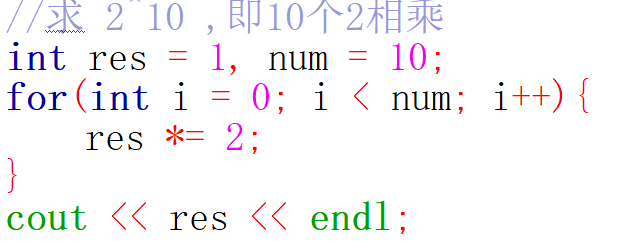 //求 2^10 ,即10个2相乘
int res = 1, num = 10;
for(int i = 0; i < num; i++){
    res *= 2;
}
cout << res << endl;